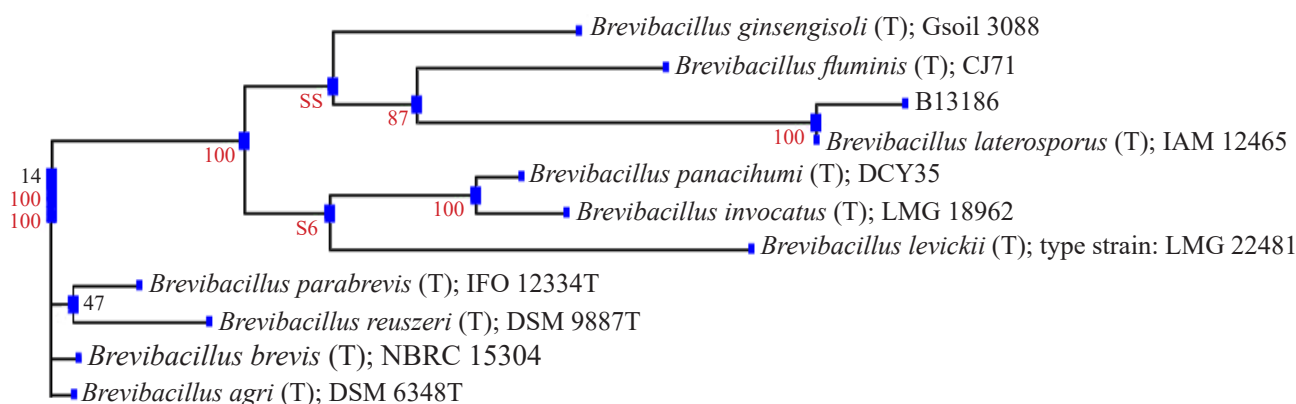 Brevibacillus ginsengisoli (T); Gsoil 3088
Brevibacillus fluminis (T); CJ71
SS
B13186
87
100
Brevibacillus laterosporus (T); IAM 12465
100
14
Brevibacillus panacihumi (T); DCY35
100
100
100
Brevibacillus invocatus (T); LMG 18962
S6
Brevibacillus levickii (T); type strain: LMG 22481
Brevibacillus parabrevis (T); IFO 12334T
47
Brevibacillus reuszeri (T); DSM 9887T
Brevibacillus brevis (T); NBRC 15304
Brevibacillus agri (T); DSM 6348T